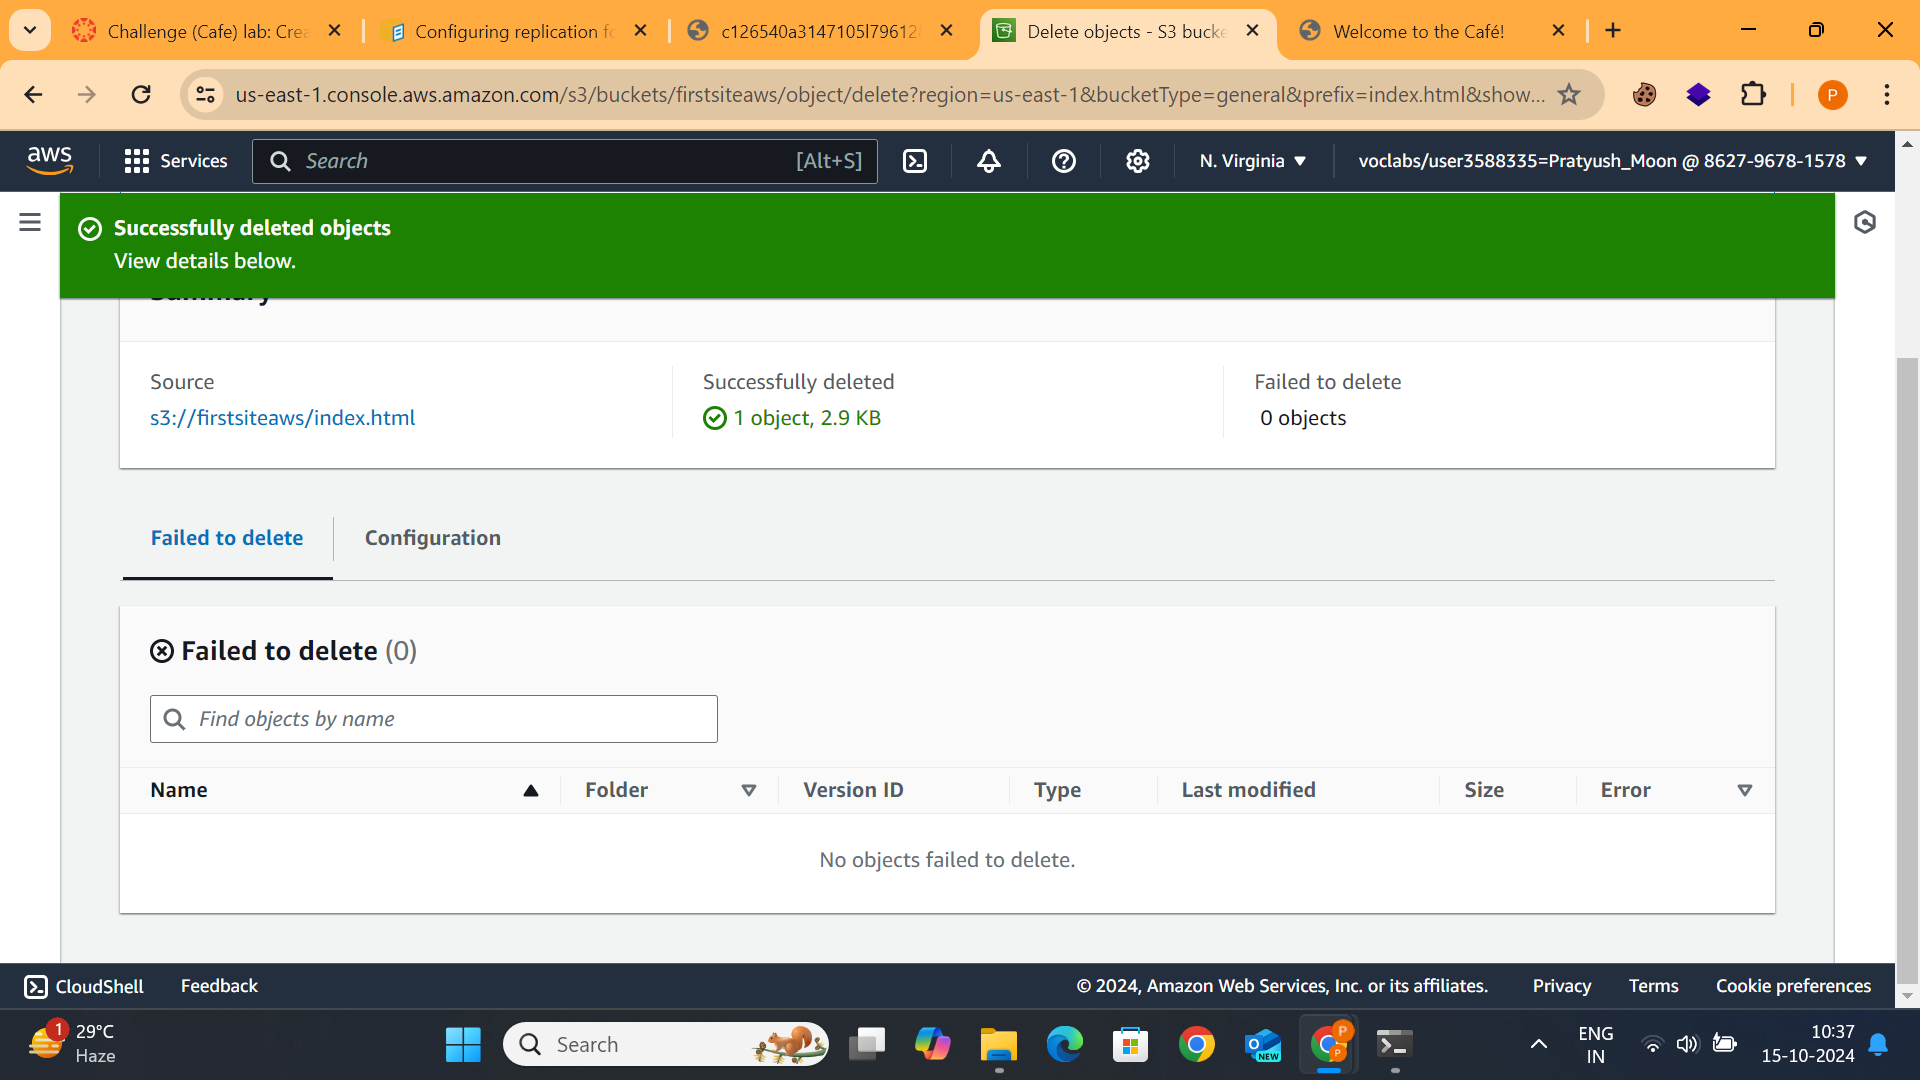 Challenge (Cafe) lab: Crea
Configuring replication fo
c126540a3147105l796128
Delete objects - S3 bucke
Welcome to the Café!
us-east-1.console.aws.amazon.com/s3/buckets/firstsiteaws/object/delete?region=us-east-1&bucketType=general&prefix=index.html&show...
P
aws
Services
Search
[Alt+S]
N. Virginia
voclabs/user3588335=Pratyush_Moon @ 8627-9678-1578
Successfully deleted objects
View details below.
Summary
Source
s3://firstsiteaws/index.html
Successfully deleted
1 object, 2.9 KB
Failed to delete
0 objects
Failed to delete
Configuration
Failed to delete (0)
Find objects by name
Name
Folder
Version ID
Type
Last modified
Size
Error
No objects failed to delete.
CloudShell
Feedback
© 2024, Amazon Web Services, Inc. or its affiliates.
Privacy
Terms
Cookie preferences
1
29°C
Haze
Search
NEW
P
P
ENG
IN
10:37
15-10-2024